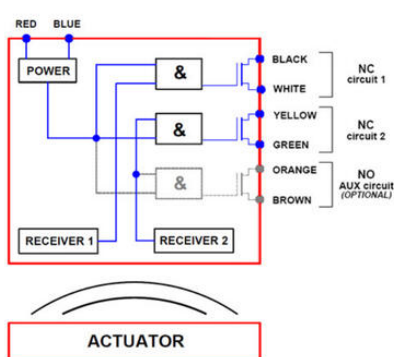 RED BLUE
POWER
&
BLACK
NC
circuit 1
WHITE
&
YELLOW
NC
circuit 2
GREEN
&
ORANGE
NO
AUX circuit
(OPTIONAL)
BROWN
RECEIVER 1
RECEIVER 2
ACTUATOR